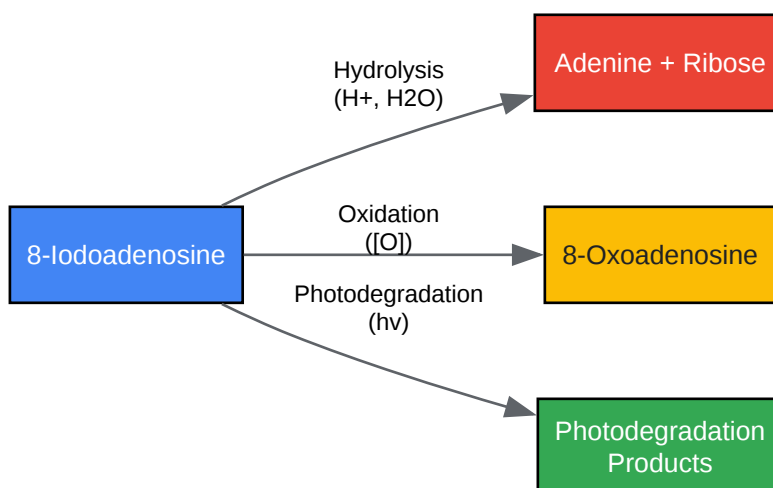 Hydrolysis
(H+, H2O)
Adenine + Ribose
8-Iodoadenosine
Oxidation
([O])
8-Oxoadenosine
Photodegradation
(hv)
Photodegradation
Products